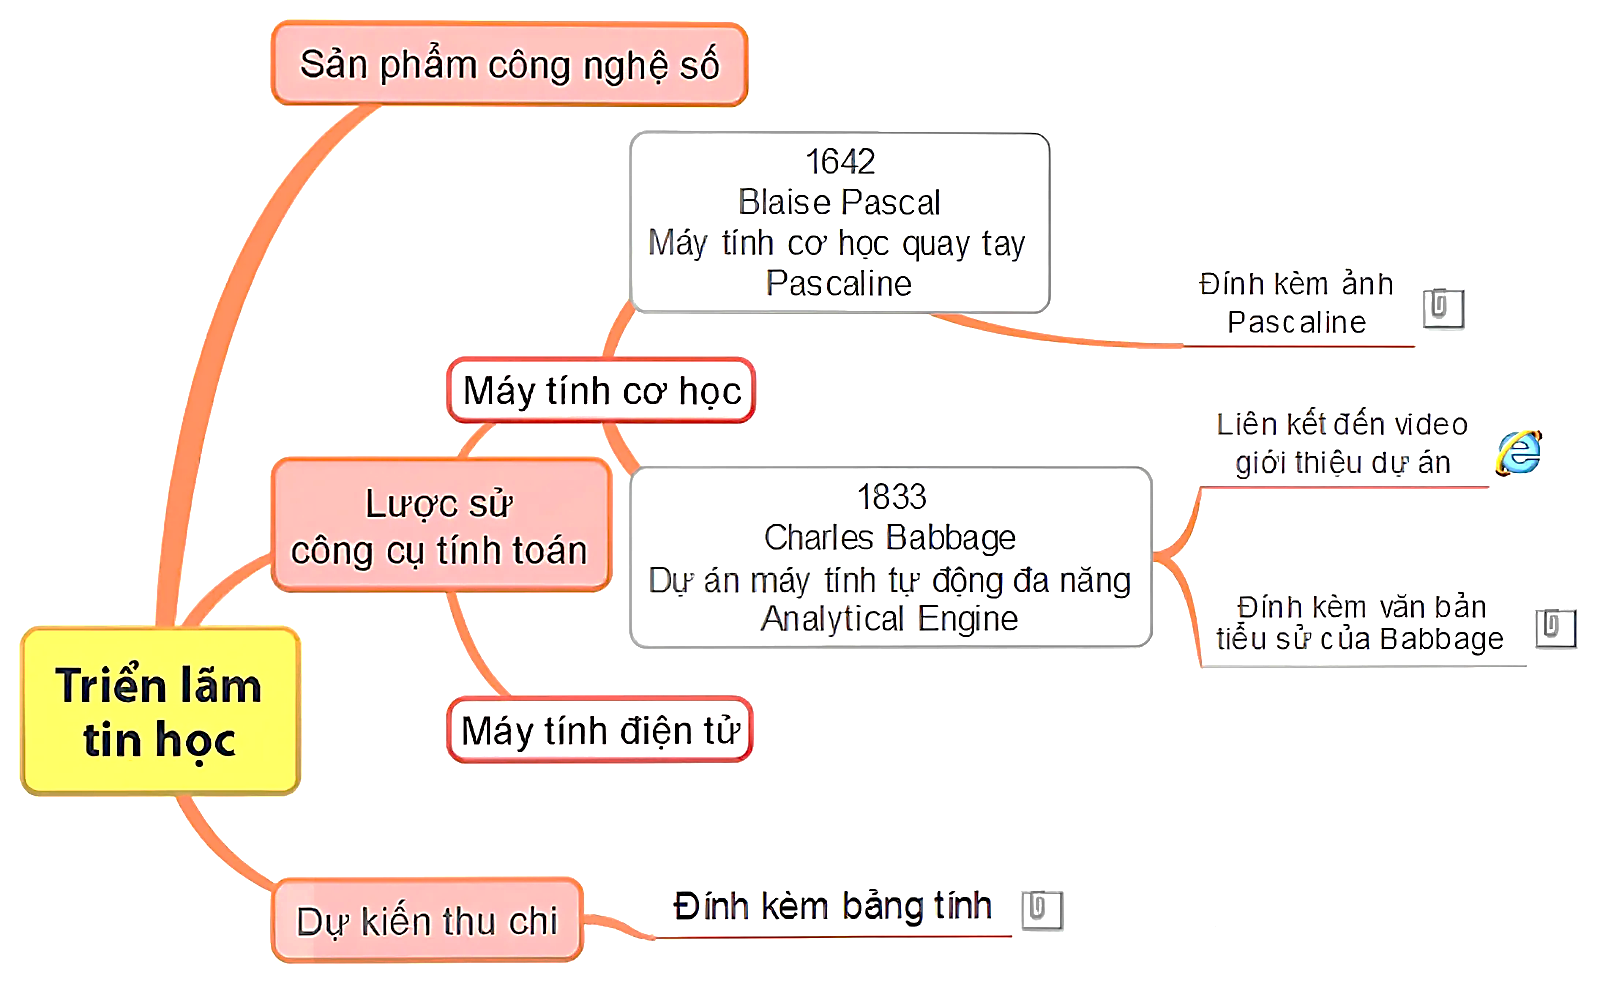 Sản phẩm công nghệ số
1642
Blaise Pascal
Máy tính cơ học quay tay
Pascaline
Đính kèm ảnh
Pascaline
Máy tính cơ học
Liên kết đến video
giới thiệu dự án
Lược sử
công cụ tính toán
1833
Charles Babbage
Dự án máy tính tự động đa năng
Analytical Engine
Đính kèm văn bản
tiểu sử của Babbage
Triển lãm
tin học
Máy tính điện tử
Dự kiến thu chi
Đính kèm bảng tính